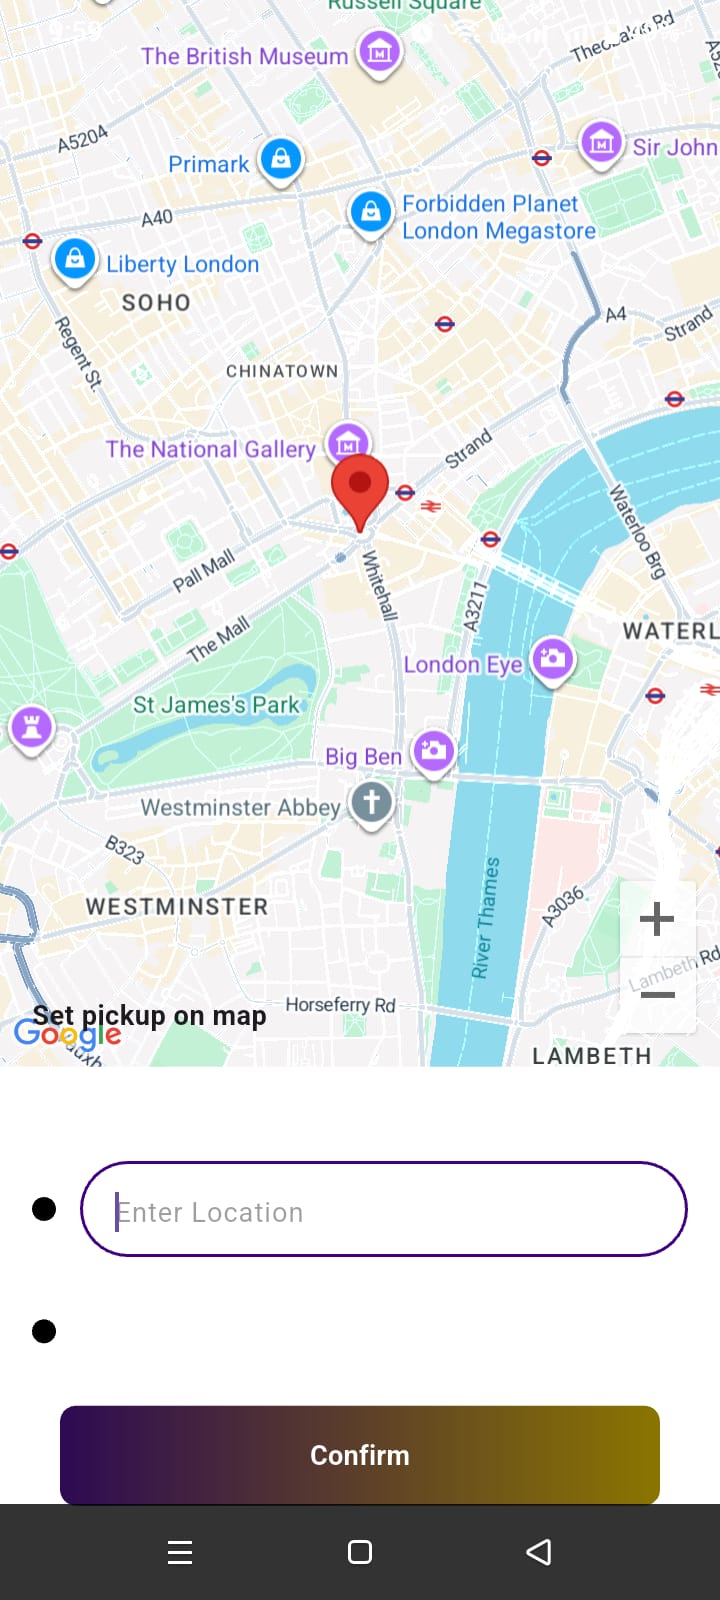 Russell Square
9:59
The British Museum
Theobalds Rd
A5204
Primark
Sir John
A40
Forbidden Planet
London Megastore
Liberty London
SOHO
A4
Strand
Regent St.
CHINATOWN
The National Gallery
Strand
Waterloo Brg
Pall Mall
Whitehall
A3211
The Mall
WATERL
London Eye
St James's Park
Big Ben
Westminster Abbey
B323
River Thames
A3036
WESTMINSTER
+
Lambeth Rd
−
Set pickup on map
Horseferry Rd
Google
LAMBETH
Enter Location
Confirm